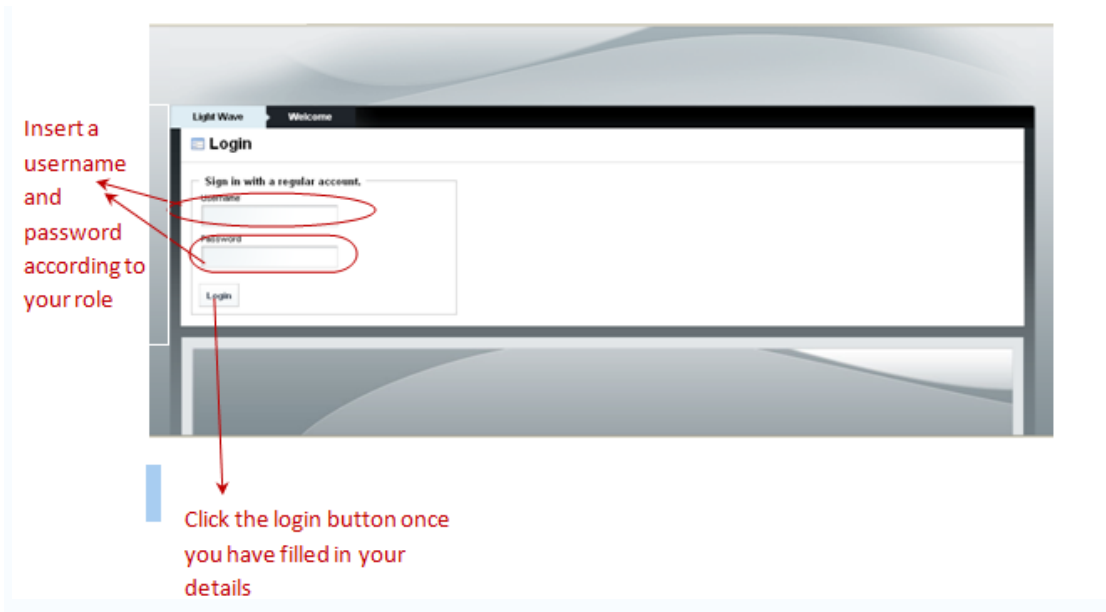 Light Wave Welcome
Login
Sign in with a regular account.
Username
Password
Login
Insert a
username
and
password
according to
your role
Click the login button once
you have filled in your
details